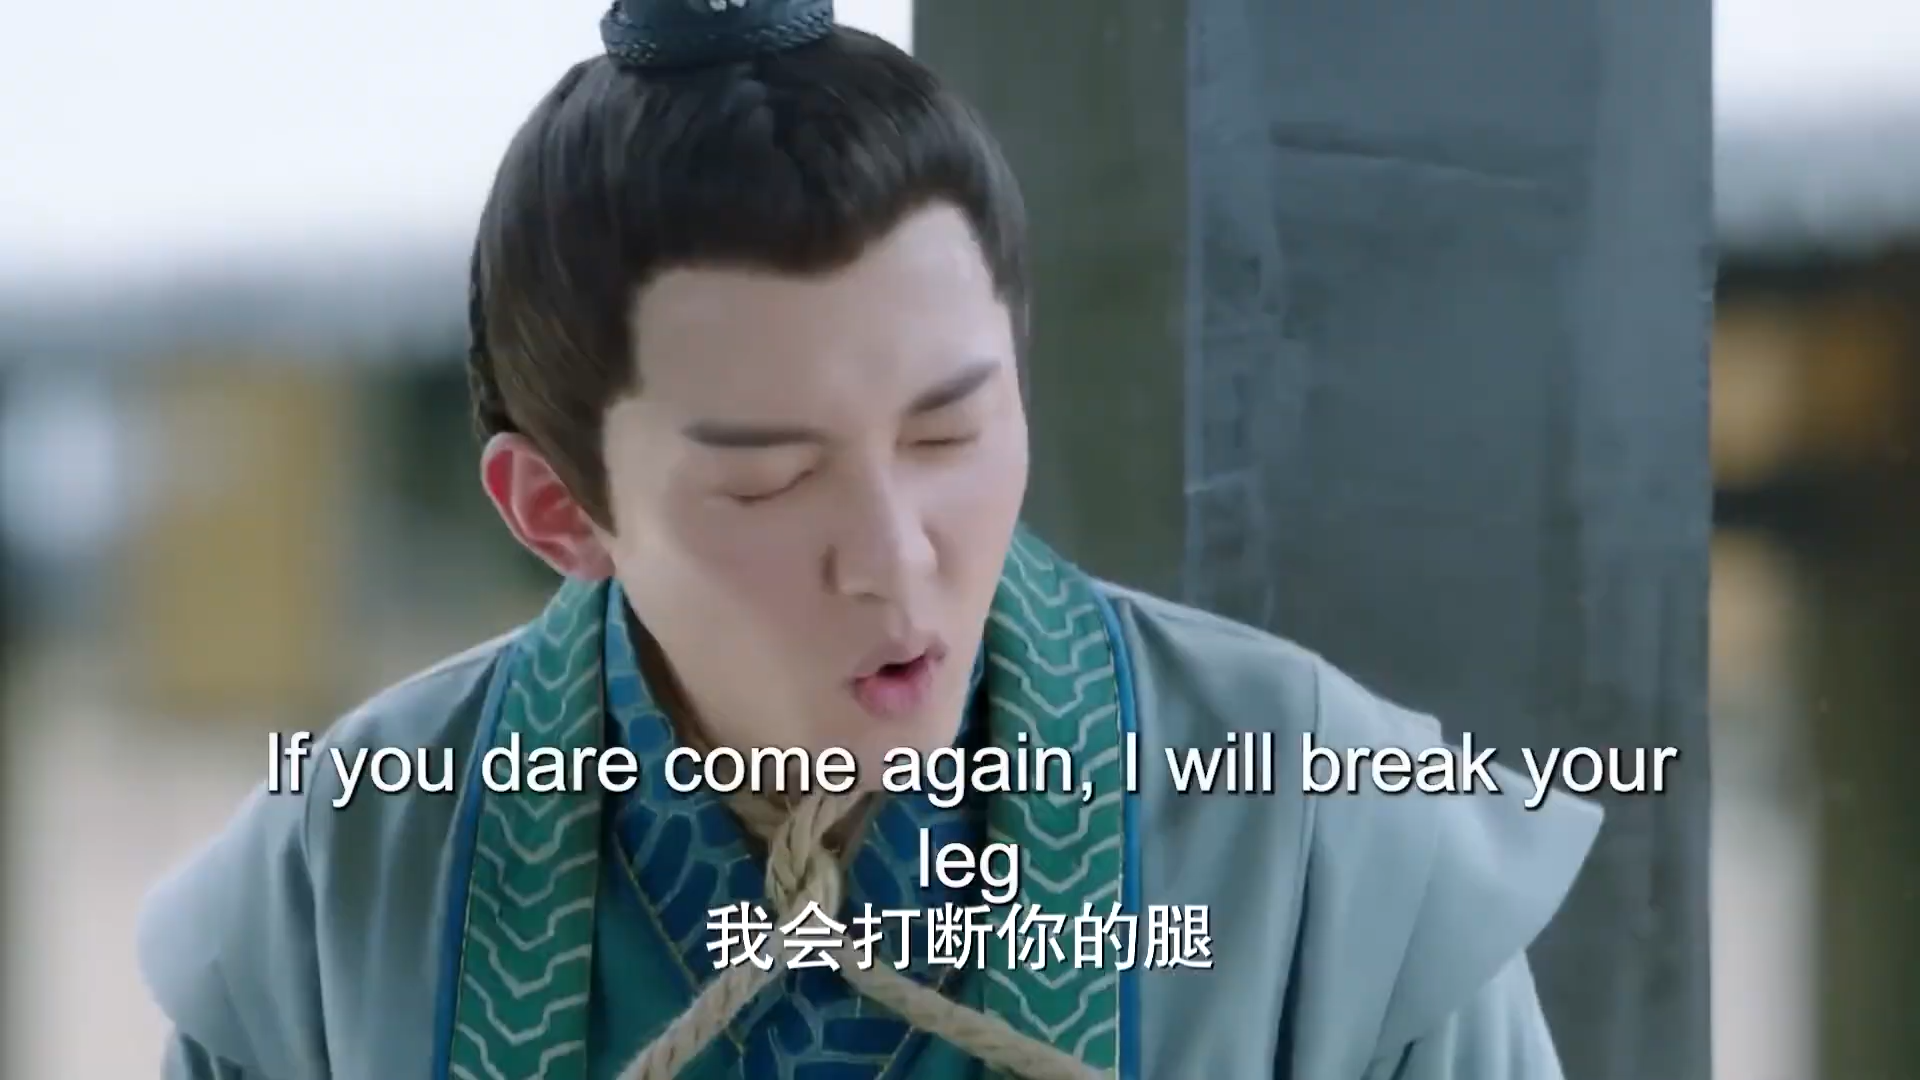 If you dare come again, I will break your
leg
我会打断你的腿